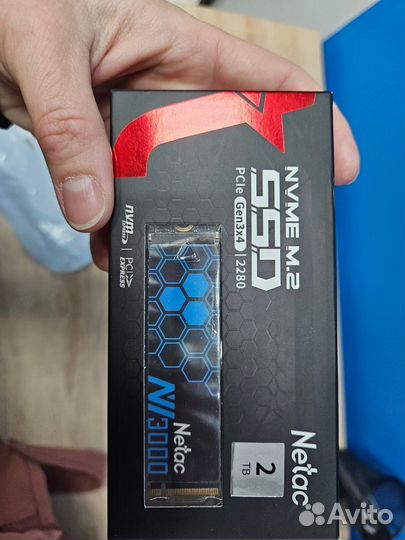 NVME M.2
SSD
PCIe Gen3x4 | 2280
nvm
EXPRESS
PCI
EXPRESS
Netac
NV3000
Netac
2
TB
Avito